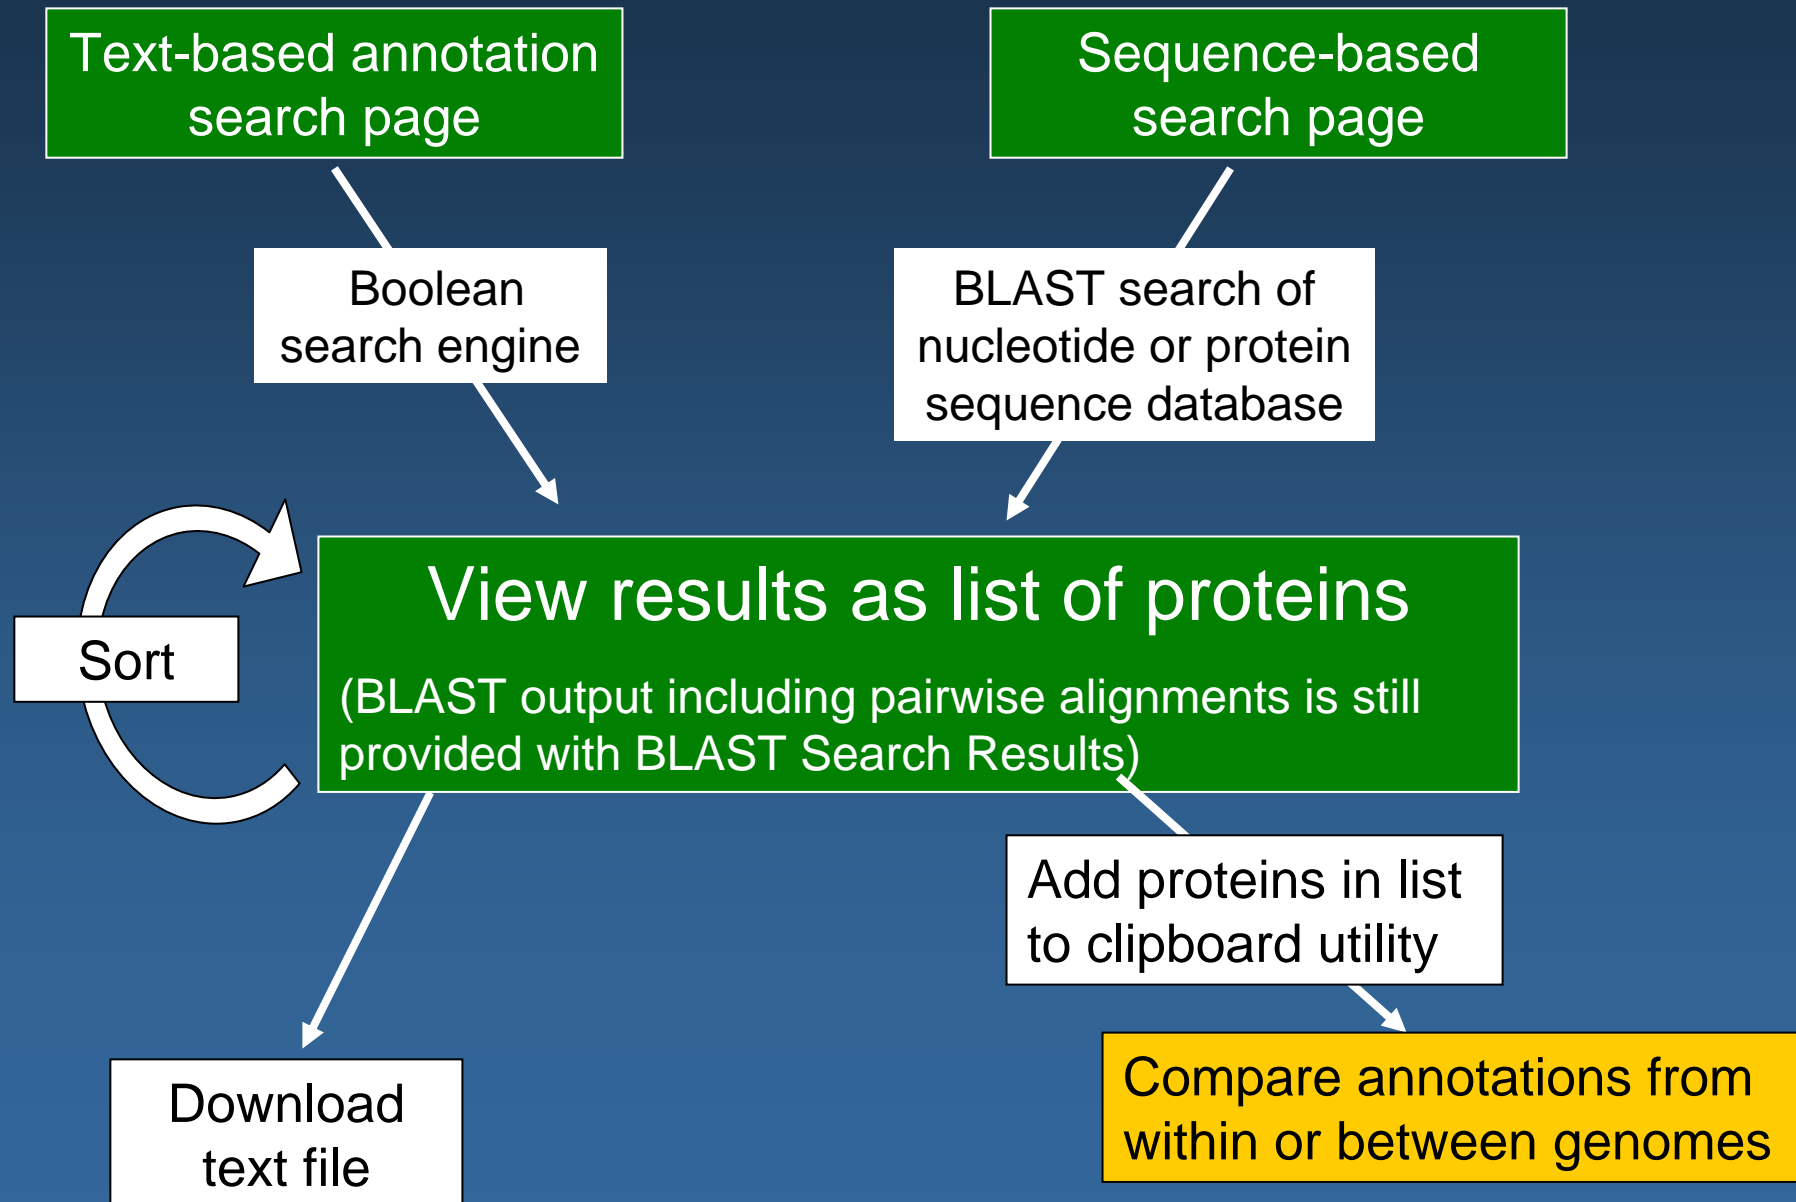 Text-based annotation
search page
Sequence-based
search page
Boolean
search engine
BLAST search of
nucleotide or protein
sequence database
View results as list of proteins
Sort
(BLAST output including pairwise alignments is still
provided with BLAST Search Results)
Add proteins in list
to clipboard utility
Download
text file
Compare annotations from
within or between genomes